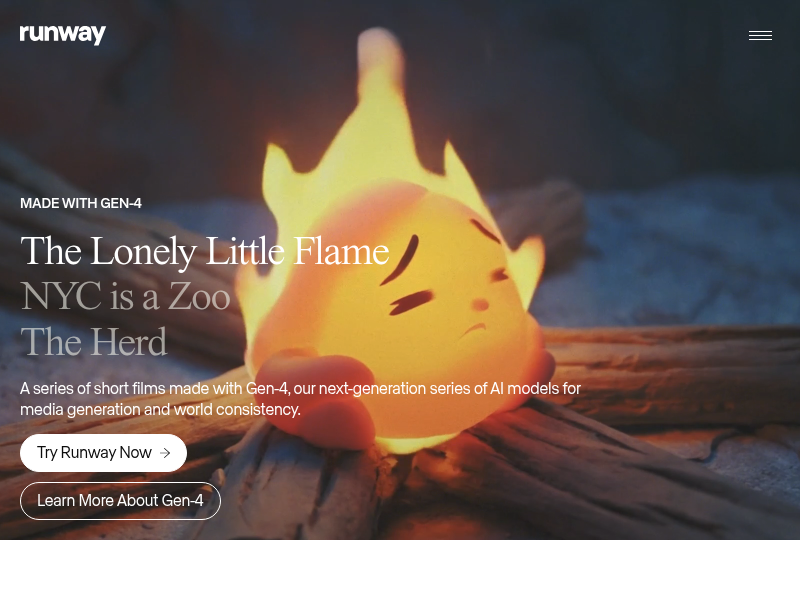 runway
MADE WITH GEN-4
The Lonely Little Flame
NYC is a Zoo
The Herd
A series of short films made with Gen-4, our next-generation series of AI models for
media generation and world consistency.
Try Runway Now →
Learn More About Gen-4